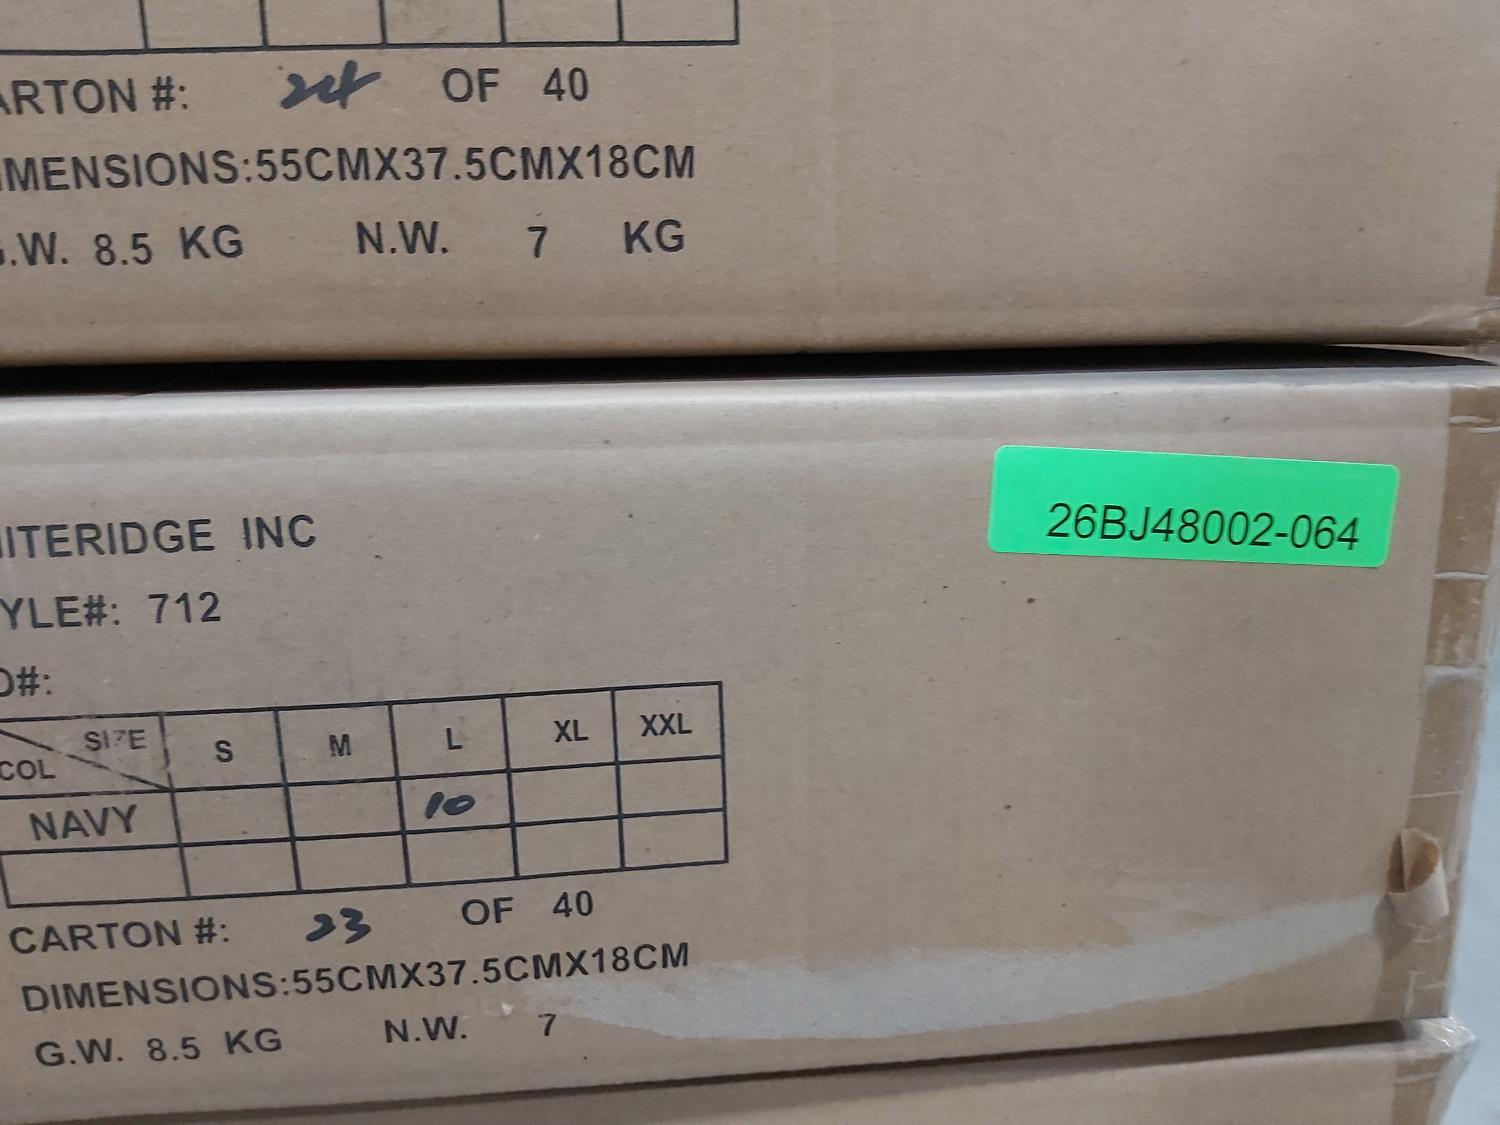 ARTON #: 24 OF 40
IMENSIONS:55CMX37.5CMX18CM
G.W. 8.5 KG N.W. 7 KG
26BJ48002-064
ITERIDGE INC
YLE#: 712
O#:
SIZE S M L XL XXL
COL
NAVY 10
CARTON #: 23 OF 40
DIMENSIONS:55CMX37.5CMX18CM
G.W. 8.5 KG N.W. 7